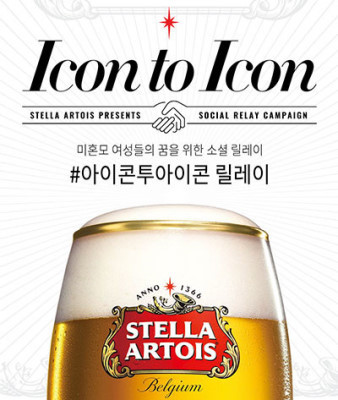 Icon to Icon
STELLA ARTOIS PRESENTS SOCIAL RELAY CAMPAIGN
미혼모 여성들의 꿈을 위한 소셜 릴레이
#아이콘투아이콘 릴레이
ANNO 1366
STELLA
ARTOIS
Belgium